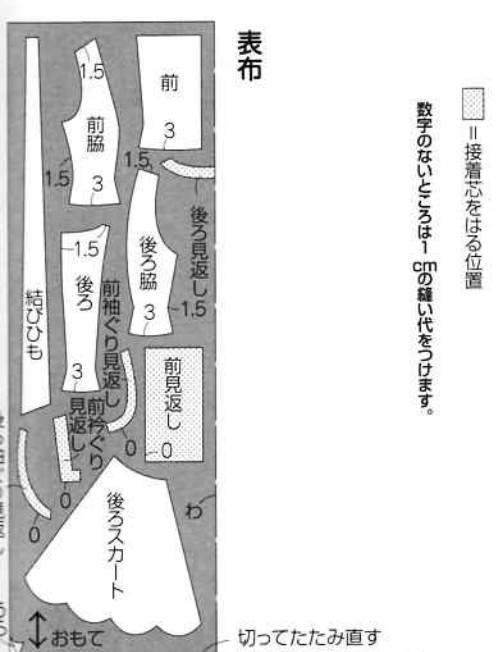 表布
＝接着芯をはる位置
数字のないところは1cmの縫い代をつけます。
前
3
1.5
前脇
1.5
3
1.5
後ろ見返し
1.5
後ろ
3
後ろ脇
3
1.5
結びひも
前袖ぐり見返し
0
前見返し
0
前衿ぐり
見返し
0
0
わ
後ろスカート
おもて
切ってたたみ直す